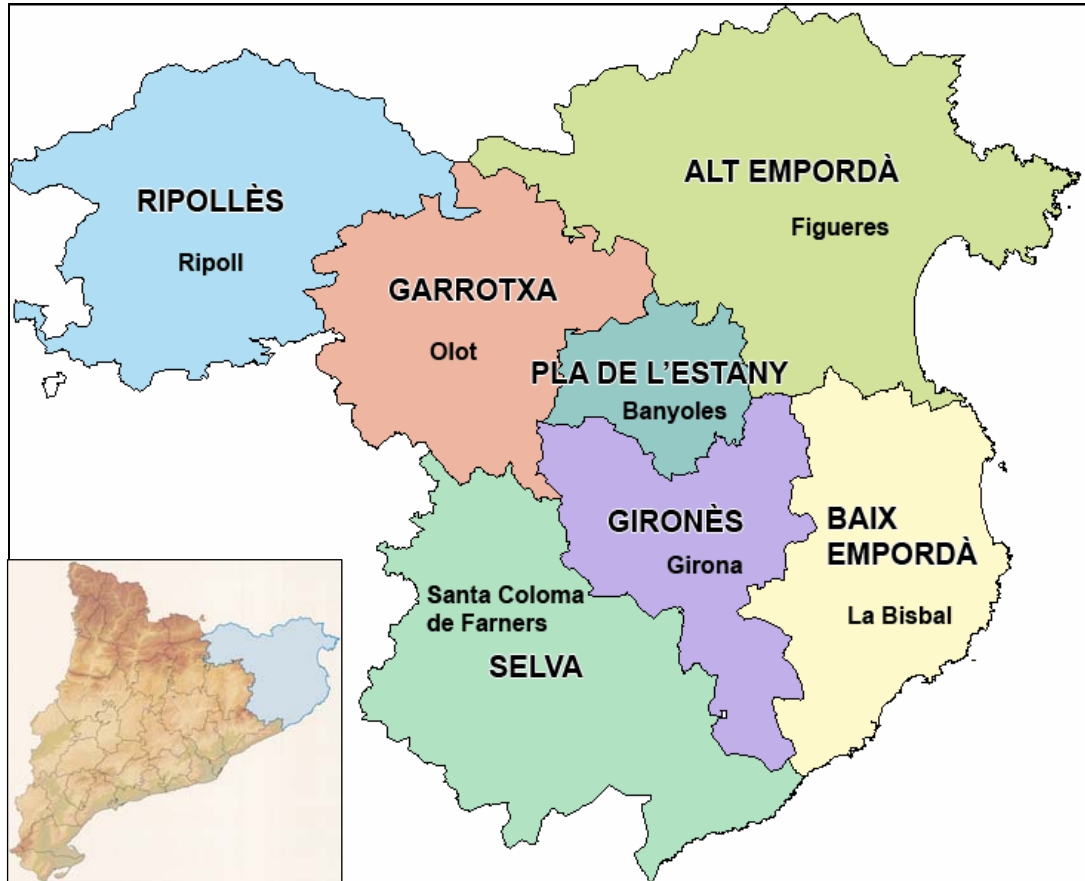 ALT EMPORDÀ
RIPOLLÈS
Figueres
Ripoll
GARROTXA
Olot
PLA DE L'ESTANY
Banyoles
GIRONÈS
Girona
BAIX
EMPORDÀ
La Bisbal
Santa Coloma
de Farners
SELVA